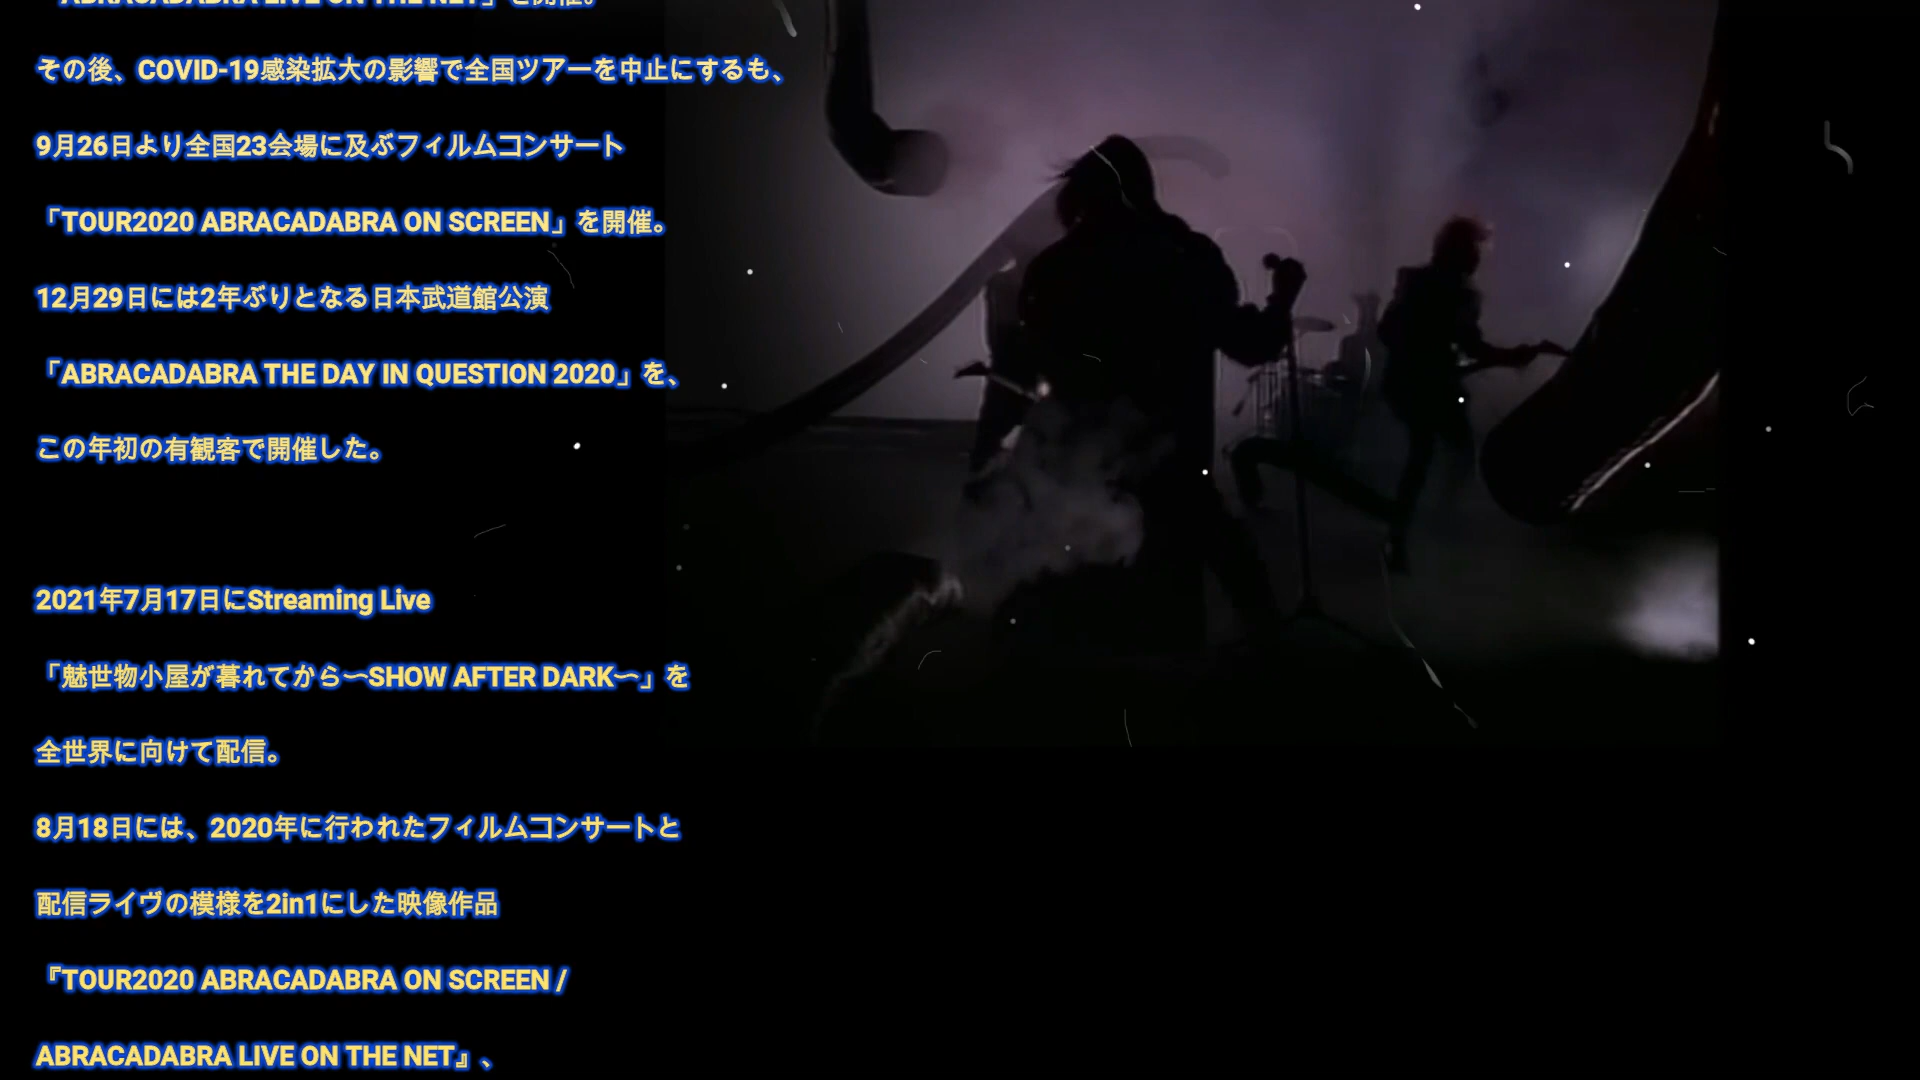 「ABRACADABRA LIVE ON THE NET」を開催。
その後、COVID-19感染拡大の影響で全国ツアーを中止にするも、
9月26日より全国23会場に及ぶフィルムコンサート
「TOUR2020 ABRACADABRA ON SCREEN」を開催。
12月29日には2年ぶりとなる日本武道館公演
「ABRACADABRA THE DAY IN QUESTION 2020」を、
この年初の有観客で開催した。
2021年7月17日にStreaming Live
「魅世物小屋が暮れてから〜SHOW AFTER DARK〜」を
全世界に向けて配信。
8月18日には、2020年に行われたフィルムコンサートと
配信ライヴの模様を2in1にした映像作品
『TOUR2020 ABRACADABRA ON SCREEN /
ABRACADABRA LIVE ON THE NET』、